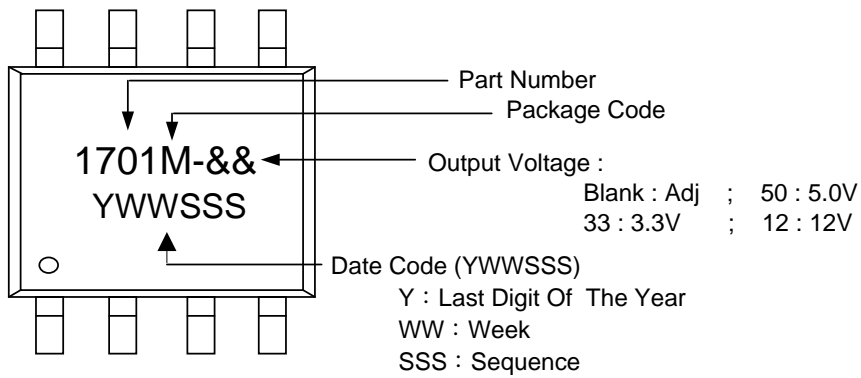 Part Number
Package Code
1701M-&&
Output Voltage :
Blank : Adj ; 50 : 5.0V
33 : 3.3V ; 12 : 12V
YWWSSS
Date Code (YWWSSS)
Y：Last Digit Of The Year
WW：Week
SSS：Sequence